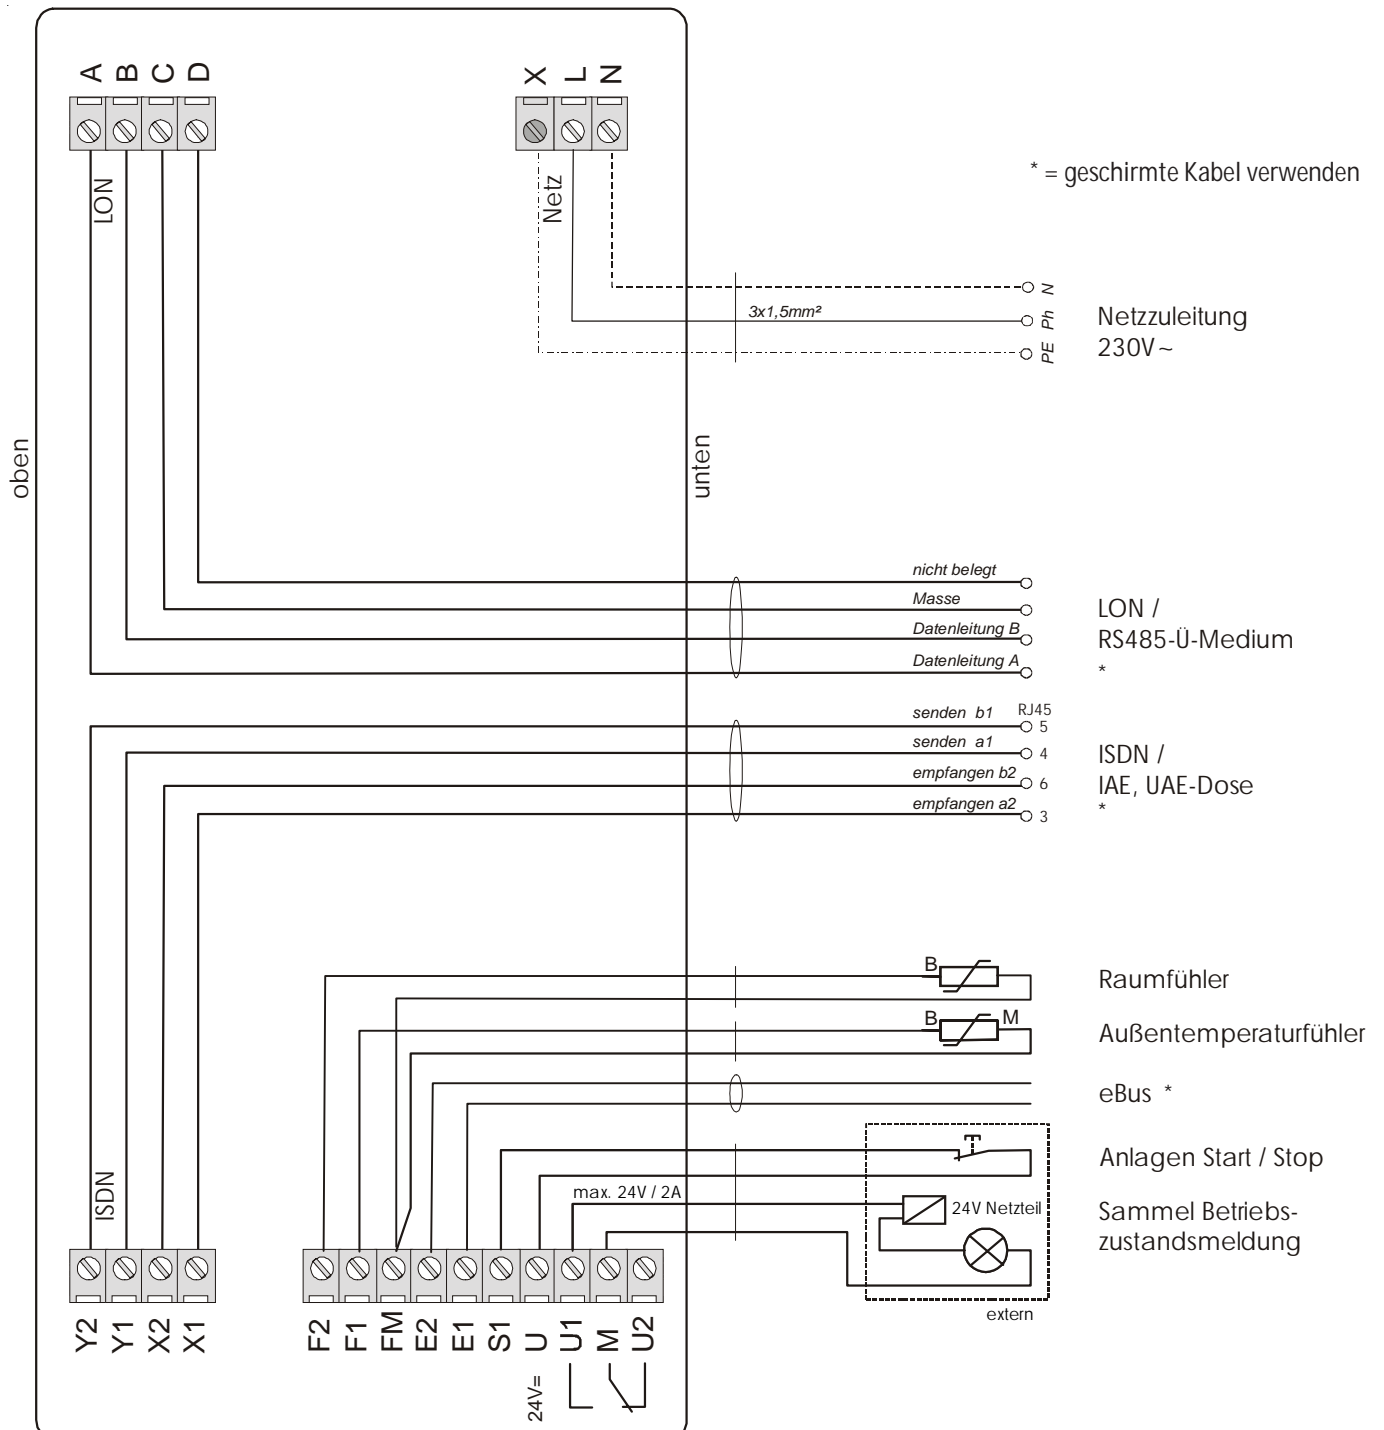 A B C D
X L N
LON
Netz
* = geschirmte Kabel verwenden
N
3x1,5mm²
Ph
PE
Netzzuleitung
230V~
oben
unten
nicht belegt
Masse
Datenleitung B
Datenleitung A
LON /
RS485-Ü-Medium
*
senden b1
RJ45
5
senden a1
4
empfangen b2
6
empfangen a2
3
ISDN /
IAE, UAE-Dose
*
B
Raumfühler
B
M
Außentemperaturfühler
eBus *
Anlagen Start / Stop
ISDN
max. 24V / 2A
24V Netzteil
Sammel Betriebs-
zustandsmeldung
extern
Y2 Y1 X2 X1
F2 F1 FM E2 E1 S1 U U1 M U2
24V=